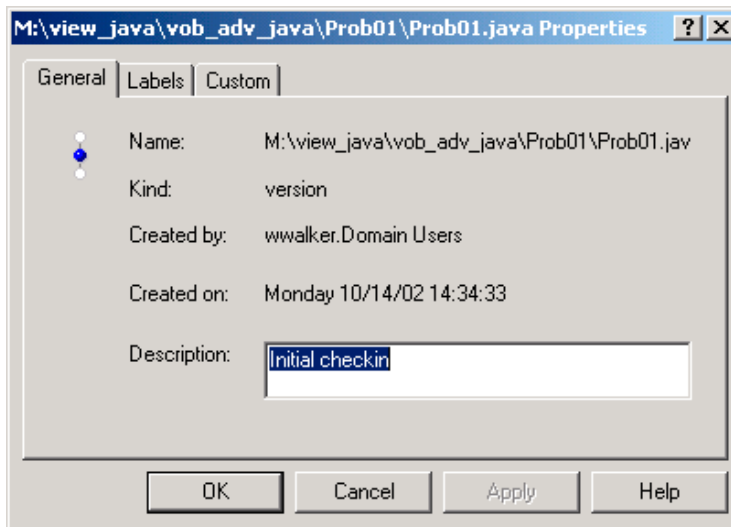 M:\view_java\vob_adv_java\Prob01\Prob01.java Properties
General Labels Custom
Name: M:\view_java\vob_adv_java\Prob01\Prob01.jav
Kind: version
Created by: wwalker.Domain Users
Created on: Monday 10/14/02 14:34:33
Description: Initial checkin
OK Cancel Apply Help